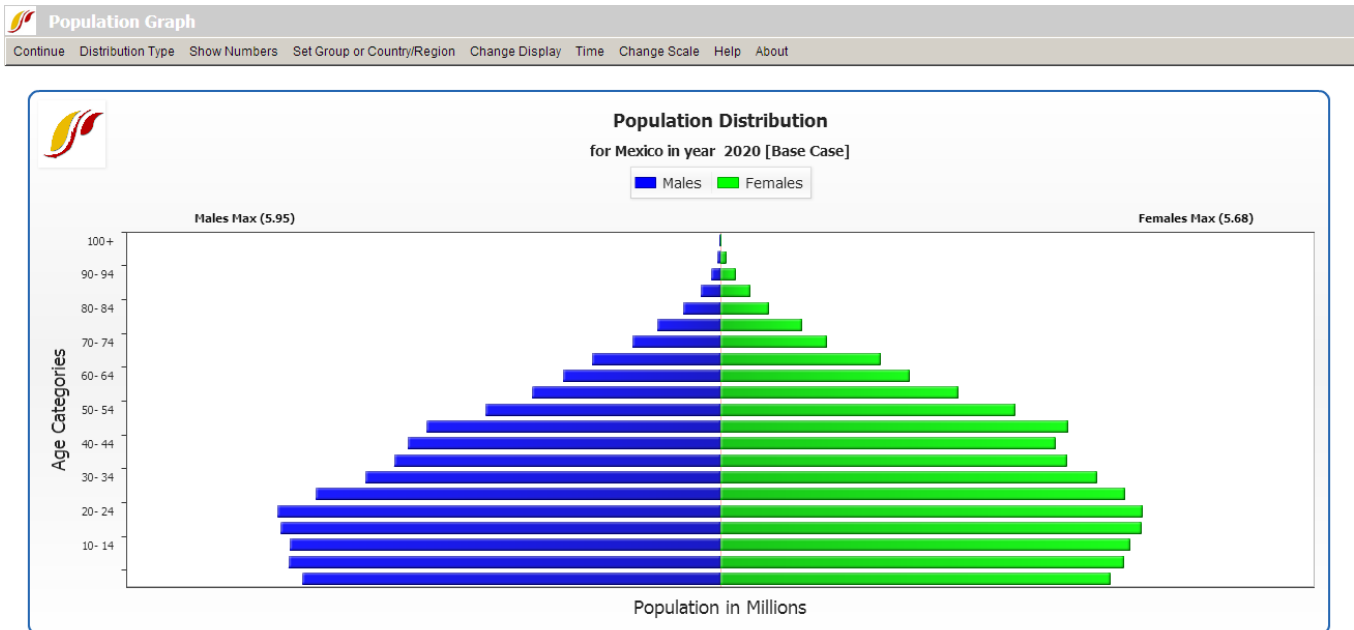 Population Graph
Continue Distribution Type Show Numbers Set Group or Country/Region Change Display Time Change Scale Help About
Population Distribution
for Mexico in year 2020 [Base Case]
Males Females
Males Max (5.95) Females Max (5.68)
Age Categories
100+
90- 94
80- 84
70- 74
60- 64
50- 54
40- 44
30- 34
20- 24
10- 14
Population in Millions